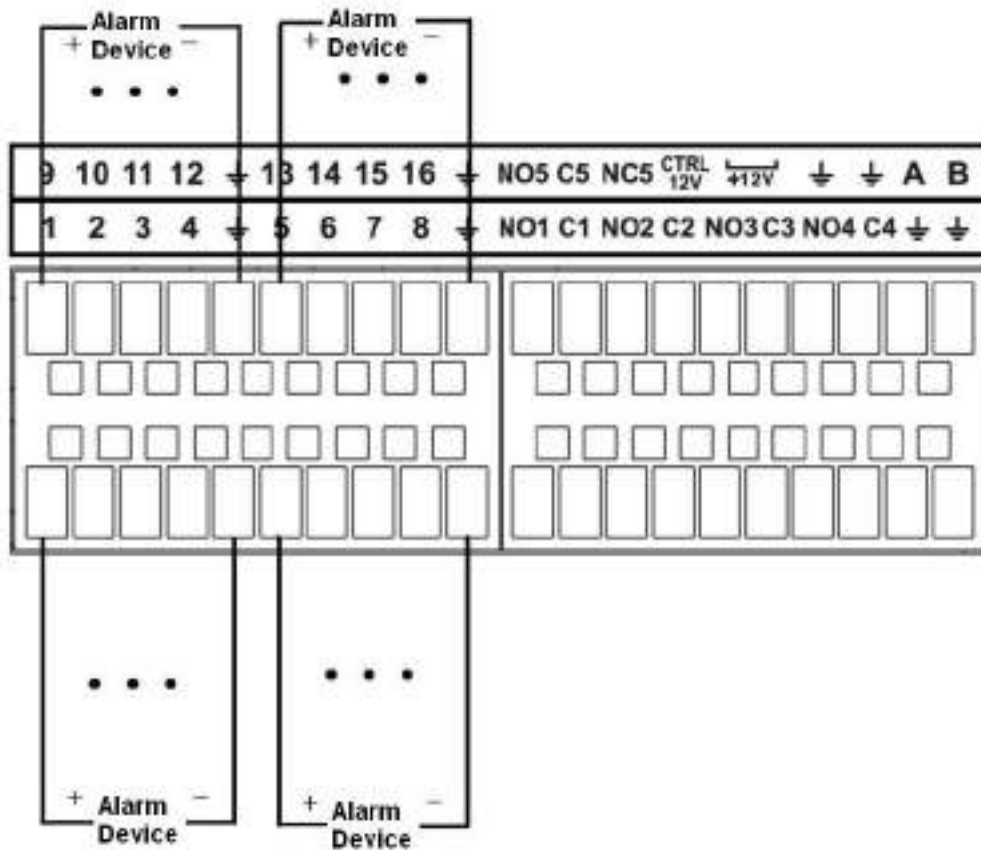 Alarm
+ Device −
Alarm
+ Device −
9 10 11 12 ⏚ 13 14 15 16 ⏚ NO5 C5 NC5 CTRL 12V +12V ⏚ ⏚ A B
1 2 3 4 ⏚ 5 6 7 8 ⏚ NO1 C1 NO2 C2 NO3 C3 NO4 C4 ⏚ ⏚
+ Alarm −
Device
+ Alarm −
Device